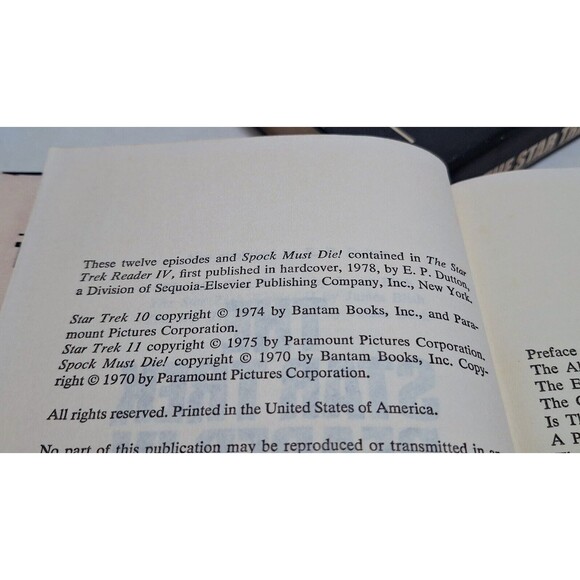 THE STAR TR
These twelve episodes and Spock Must Die! contained in The Star
Trek Reader IV, first published in hardcover, 1978, by E. P. Dutton,
a Division of Sequoia-Elsevier Publishing Company, Inc., New York.
Star Trek 10 copyright © 1974 by Bantam Books, Inc., and Para-
mount Pictures Corporation.
Star Trek 11 copyright © 1975 by Paramount Pictures Corporation.
Spock Must Die! copyright © 1970 by Bantam Books, Inc. Copy-
right © 1970 by Paramount Pictures Corporation.
All rights reserved. Printed in the United States of America.
No part of this publication may be reproduced or transmitted in
Preface
The Al
The E
The
Is Th
A P